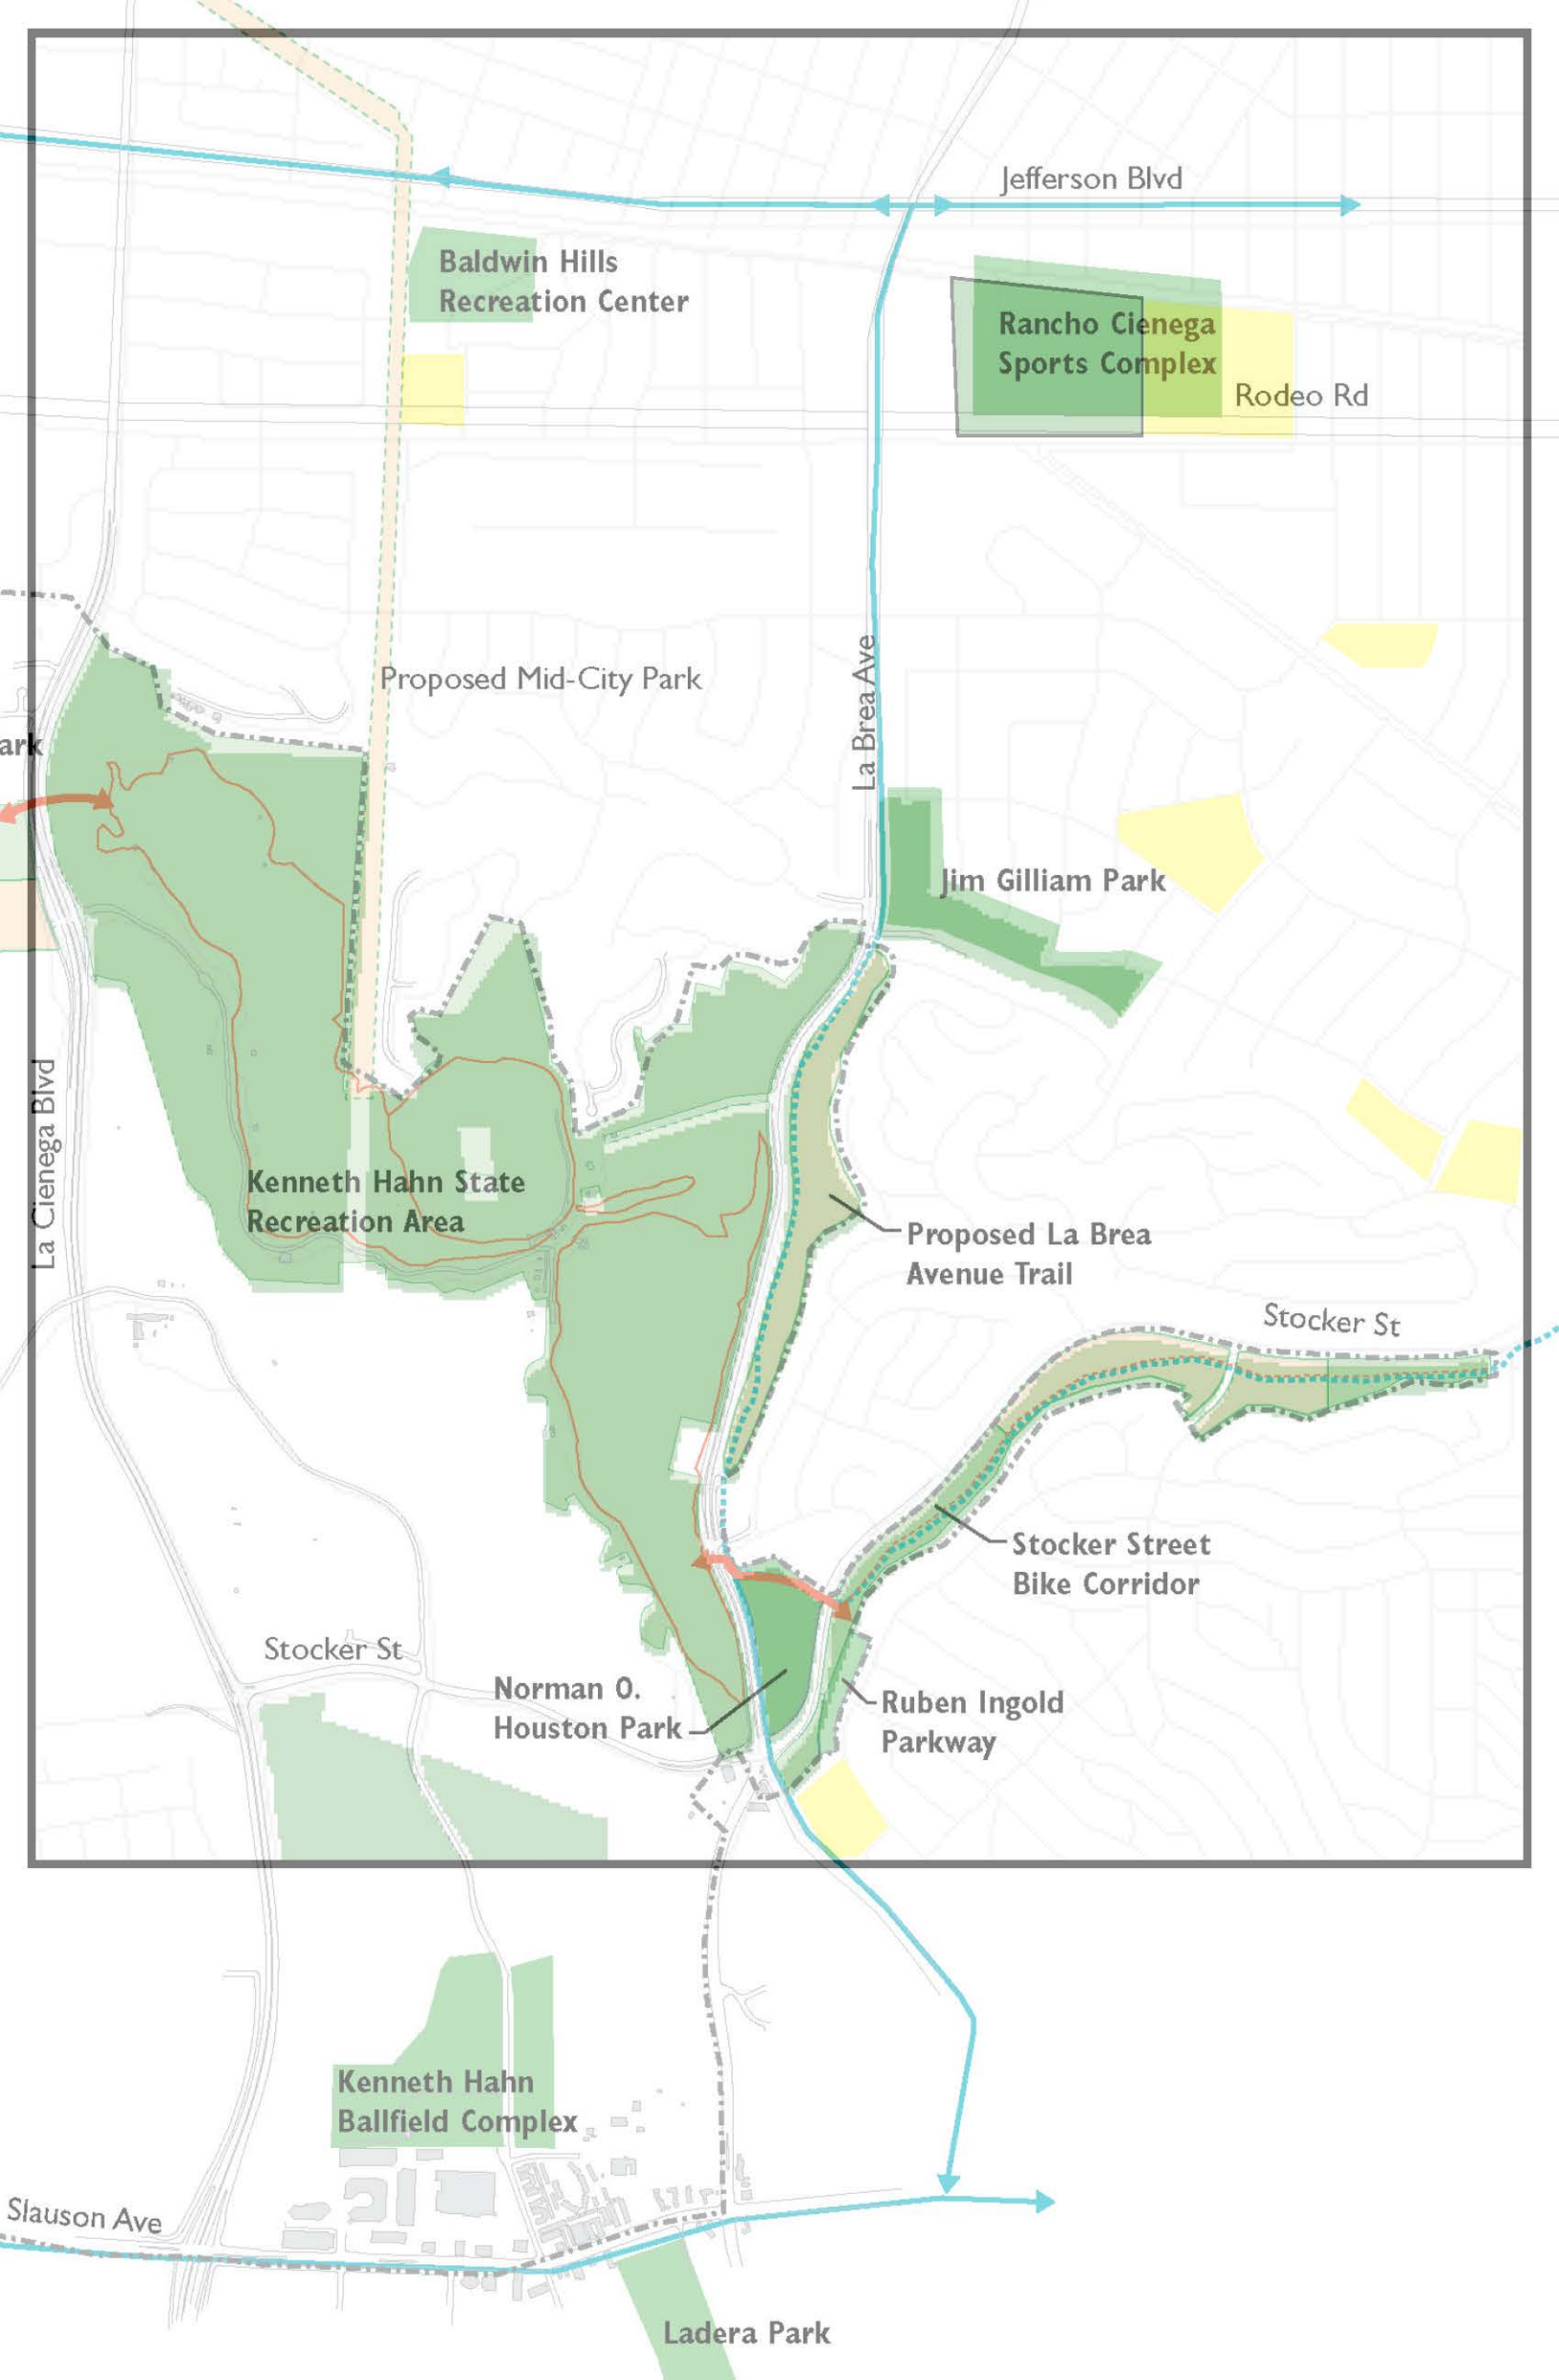 Jefferson Blvd
Baldwin Hills
Recreation Center
Rancho Cienega
Sports Complex
Rodeo Rd
Proposed Mid-City Park
La Brea Ave
ark
Jim Gilliam Park
La Cienega Blvd
Kenneth Hahn State
Recreation Area
Proposed La Brea
Avenue Trail
Stocker St
Stocker Street
Bike Corridor
Stocker St
Norman O.
Houston Park
Ruben Ingold
Parkway
Kenneth Hahn
Ballfield Complex
Slauson Ave
Ladera Park